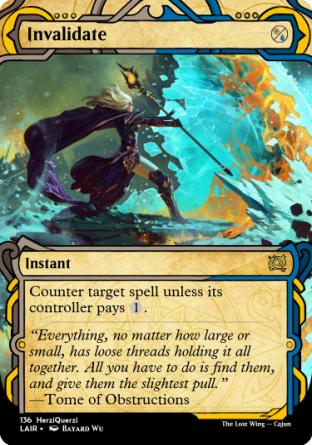 Invalidate
Instant
Counter target spell unless its
controller pays 1.
"Everything, no matter how large or
small, has loose threads holding it all
together. All you have to do is find them,
and give them the slightest pull."
—Tome of Obstructions
136 HerziQuerzi
LAIR • Bayard Wu
The Lost Wing — Cajun